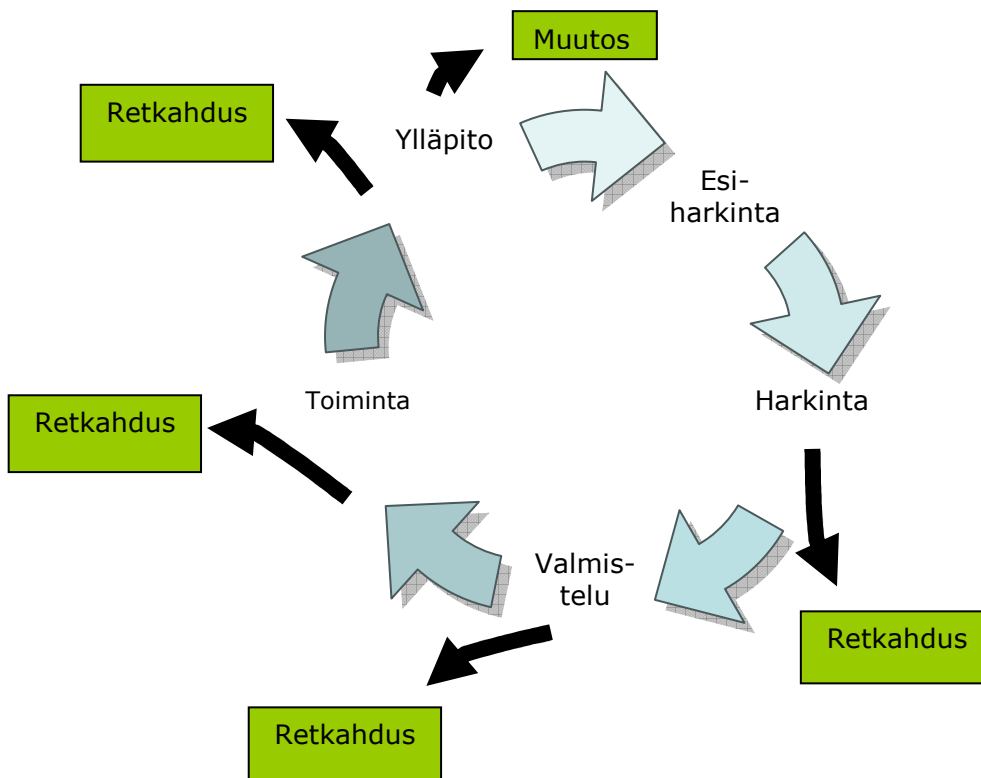 Muutos
Retkahdus
Ylläpito
Esi-
harkinta
Toiminta
Harkinta
Retkahdus
Valmis-
telu
Retkahdus
Retkahdus